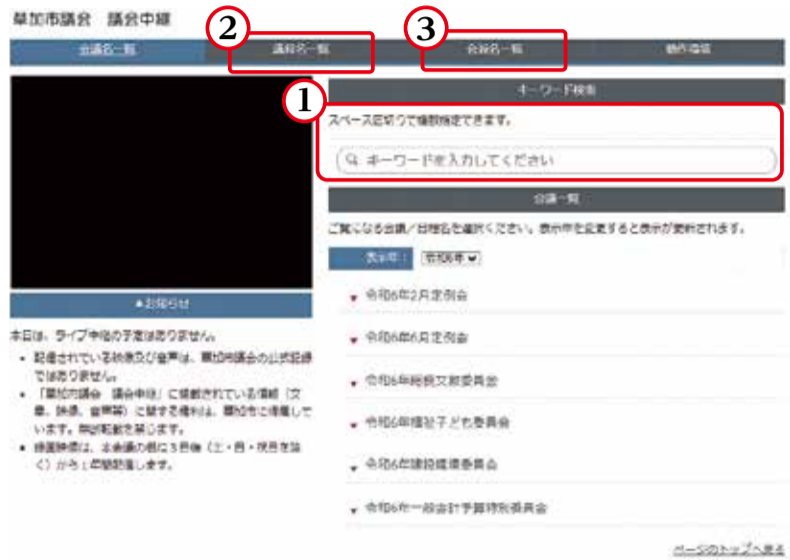 草加市議会　議会中継
会議名一覧
議員名一覧
会派名一覧
動作環境
②
③
①
キーワード検索
スペース区切りで複数指定できます。
キーワードを入力してください
会議一覧
ご覧になる会議／日程名を選択ください。表示年を変更すると表示が更新されます。
表示年：
令和6年
令和6年2月定例会
令和6年6月定例会
令和6年総務文教委員会
令和6年福祉子ども委員会
令和6年建設環境委員会
令和6年一般会計予算特別委員会
ページのトップへ戻る
●お知らせ
本日は、ライブ中継の予定はありません。
配信されている映像及び音声は、草加市議会の公式記録
ではありません。
「草加市議会　議会中継」に掲載されている情報（文
章、映像、音声等）に関する権利は、草加市に帰属して
います。無断転載を禁じます。
録画映像は、本会議の概ね３日後（土・日・祝日を除
く）から１年間配信します。